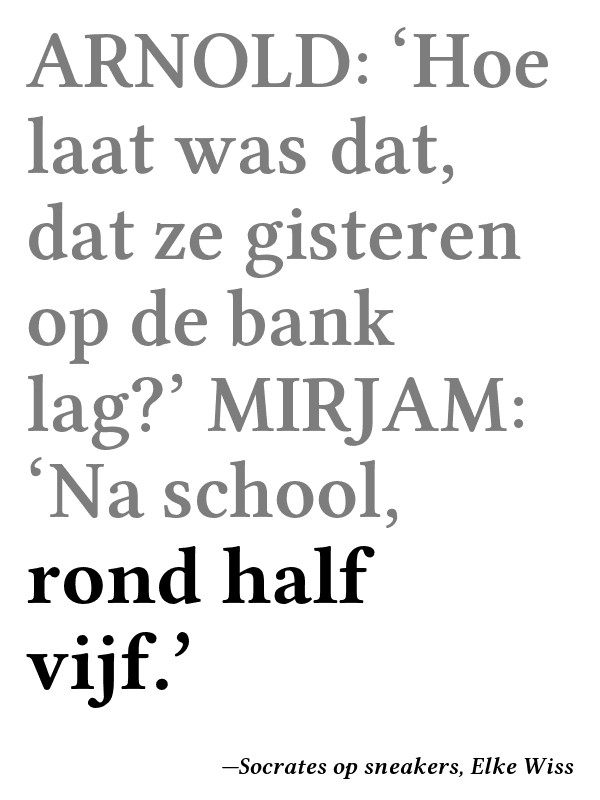 ARNOLD: ‘Hoe
laat was dat,
dat ze gisteren
op de bank
lag?’ MIRJAM:
‘Na school,
rond half
vijf.’
—Socrates op sneakers, Elke Wiss